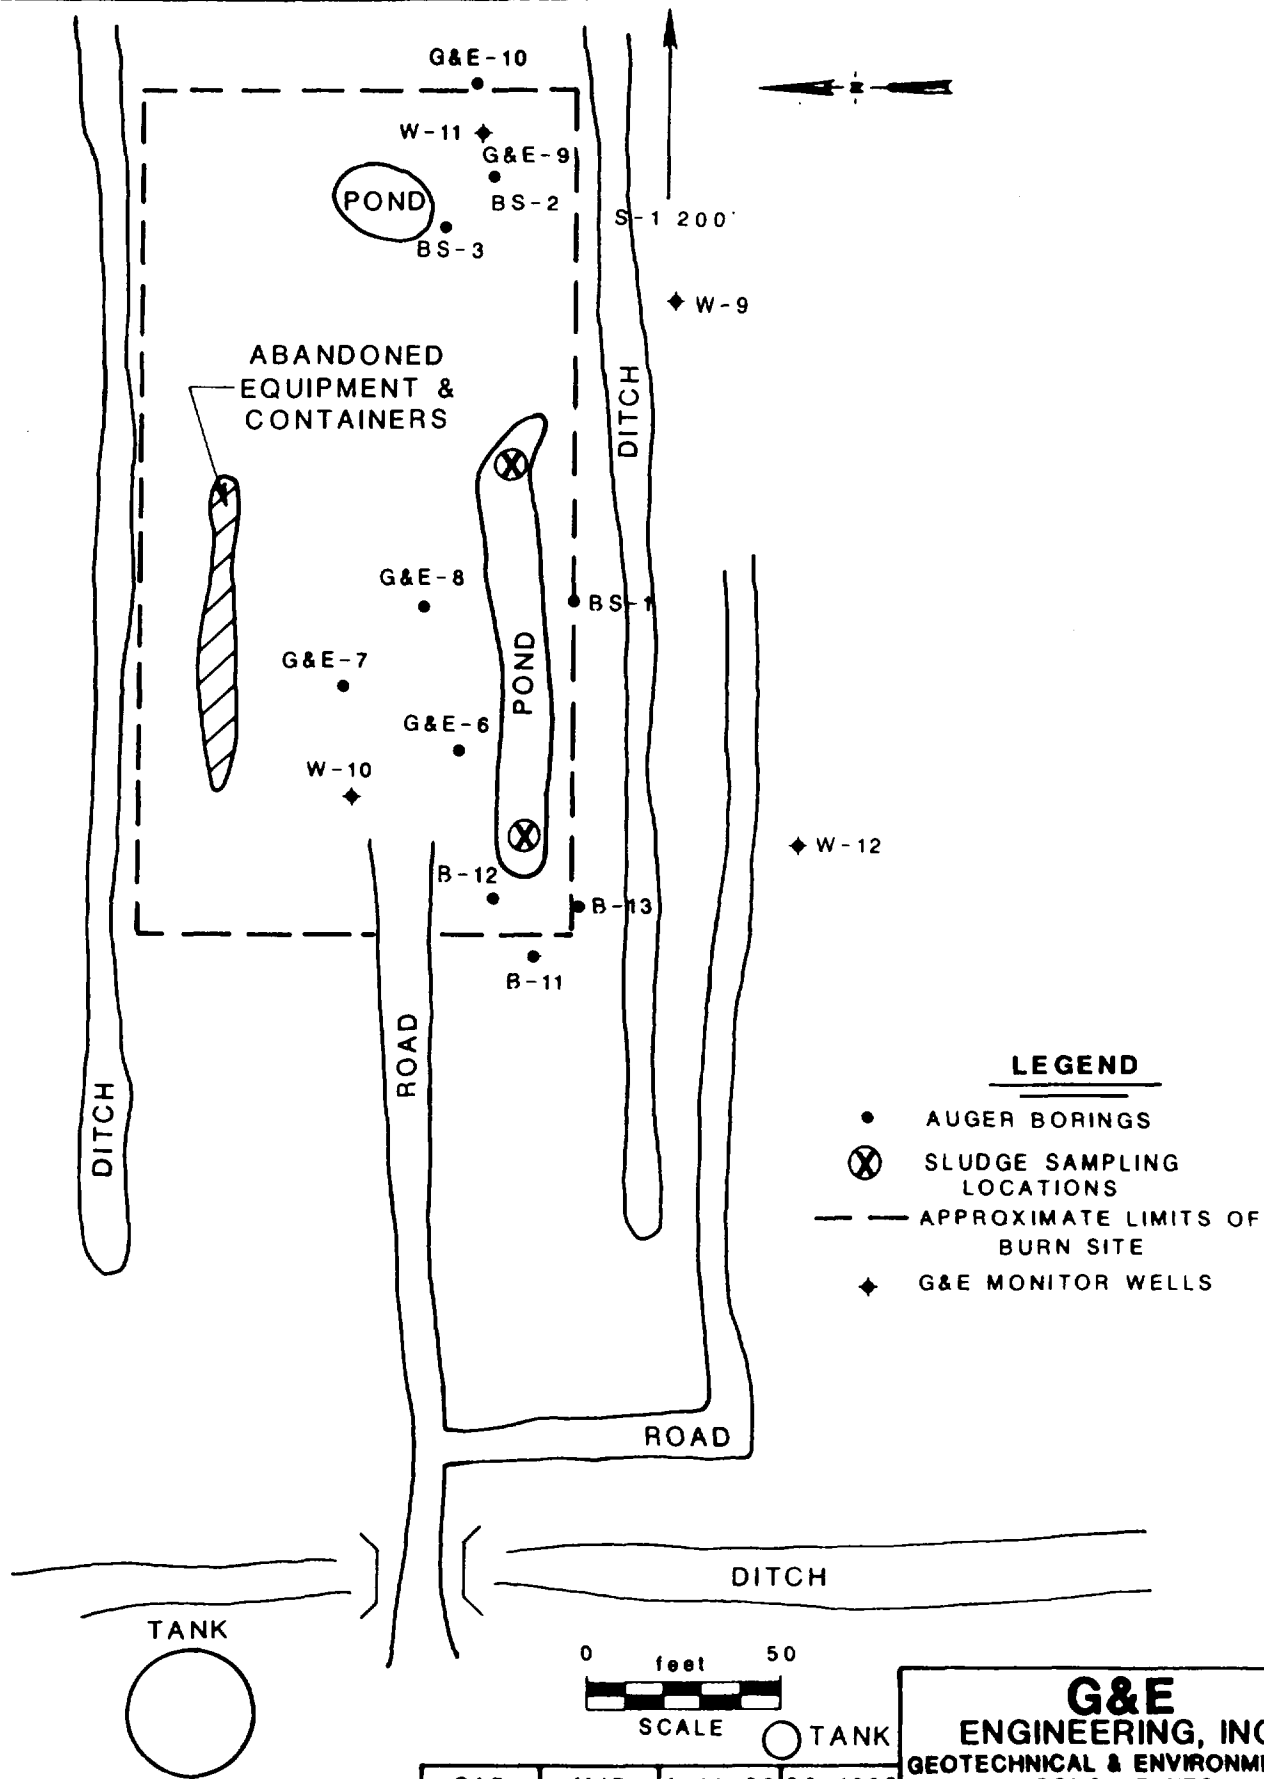 G&E-10
W-11
G&E-9
POND
BS-2
BS-3
S-1 200'
W-9
ABANDONED
EQUIPMENT &
CONTAINERS
DITCH
G&E-8
BS-1
G&E-7
POND
G&E-6
W-10
W-12
B-12
B-13
B-11
ROAD
DITCH
LEGEND
AUGER BORINGS
SLUDGE SAMPLING
LOCATIONS
APPROXIMATE LIMITS OF
BURN SITE
G&E MONITOR WELLS
ROAD
DITCH
TANK
0 feet 50
SCALE
TANK
G&E
ENGINEERING, INC
GEOTECHNICAL & ENVIRONME